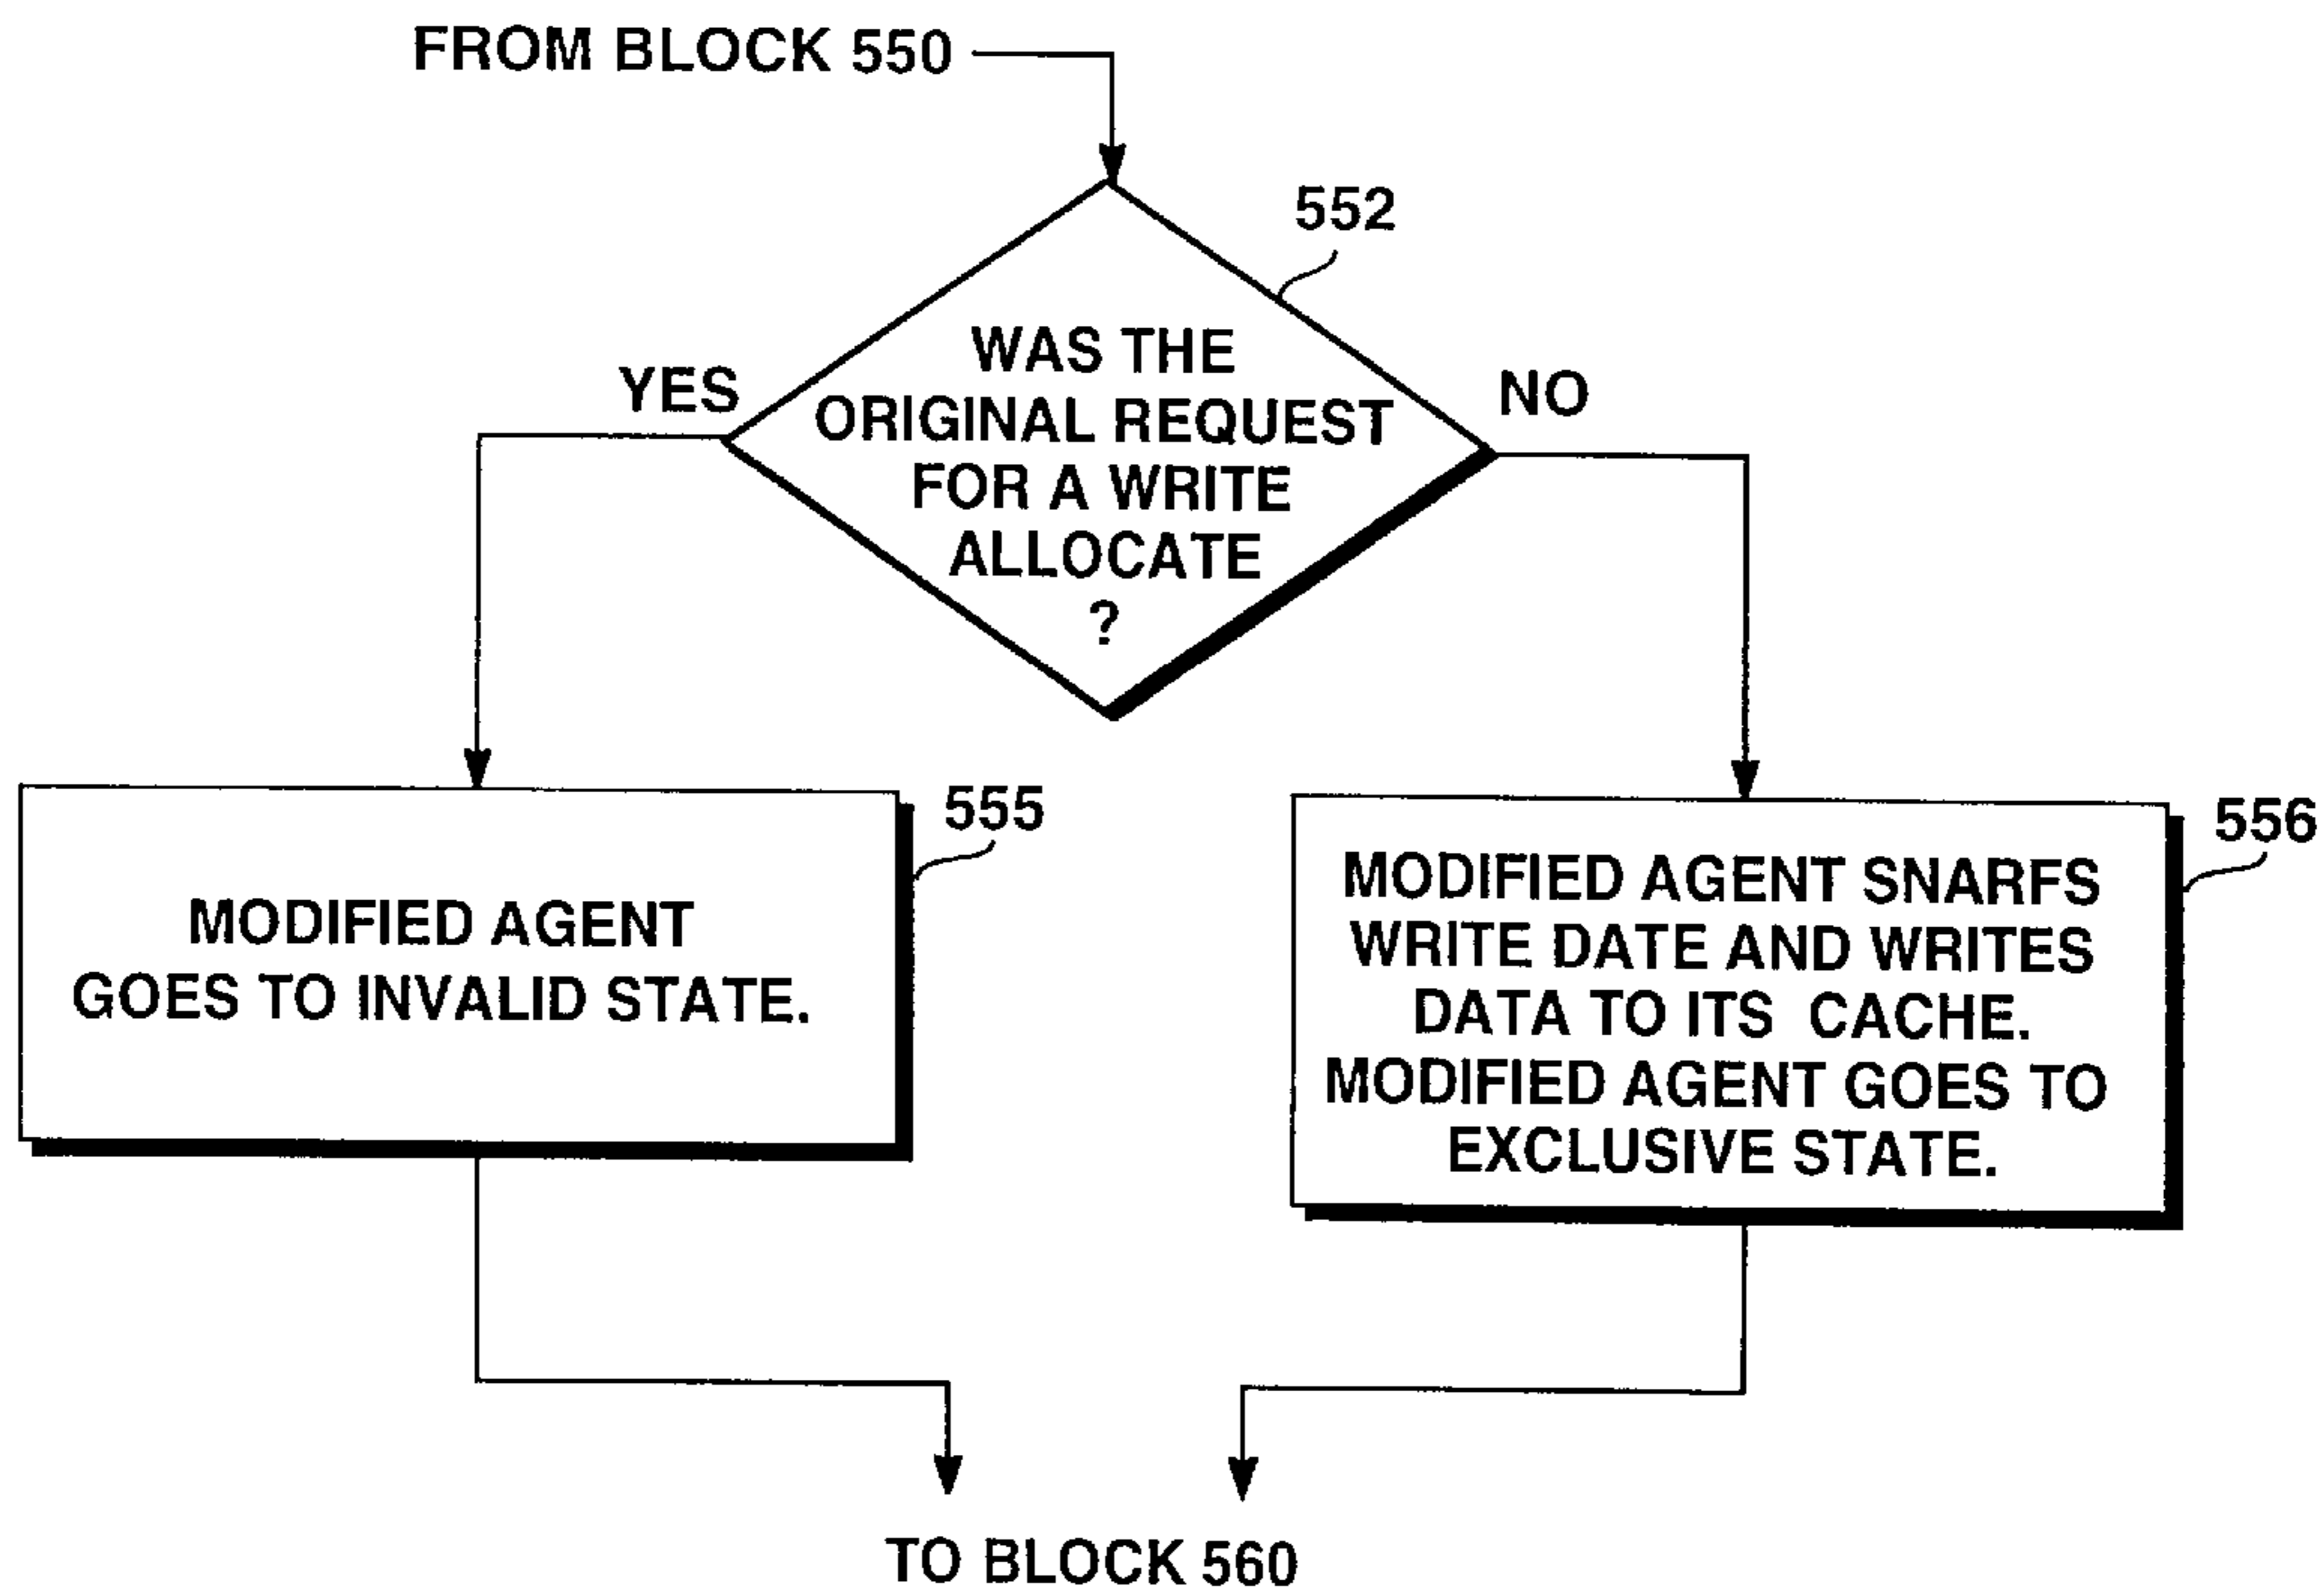 FROM BLOCK 550
552
WAS THE
ORIGINAL REQUEST
FOR A WRITE
ALLOCATE
?
YES
NO
555
MODIFIED AGENT
GOES TO INVALID STATE.
556
MODIFIED AGENT SNARFS
WRITE DATE AND WRITES
DATA TO ITS CACHE.
MODIFIED AGENT GOES TO
EXCLUSIVE STATE.
TO BLOCK 560